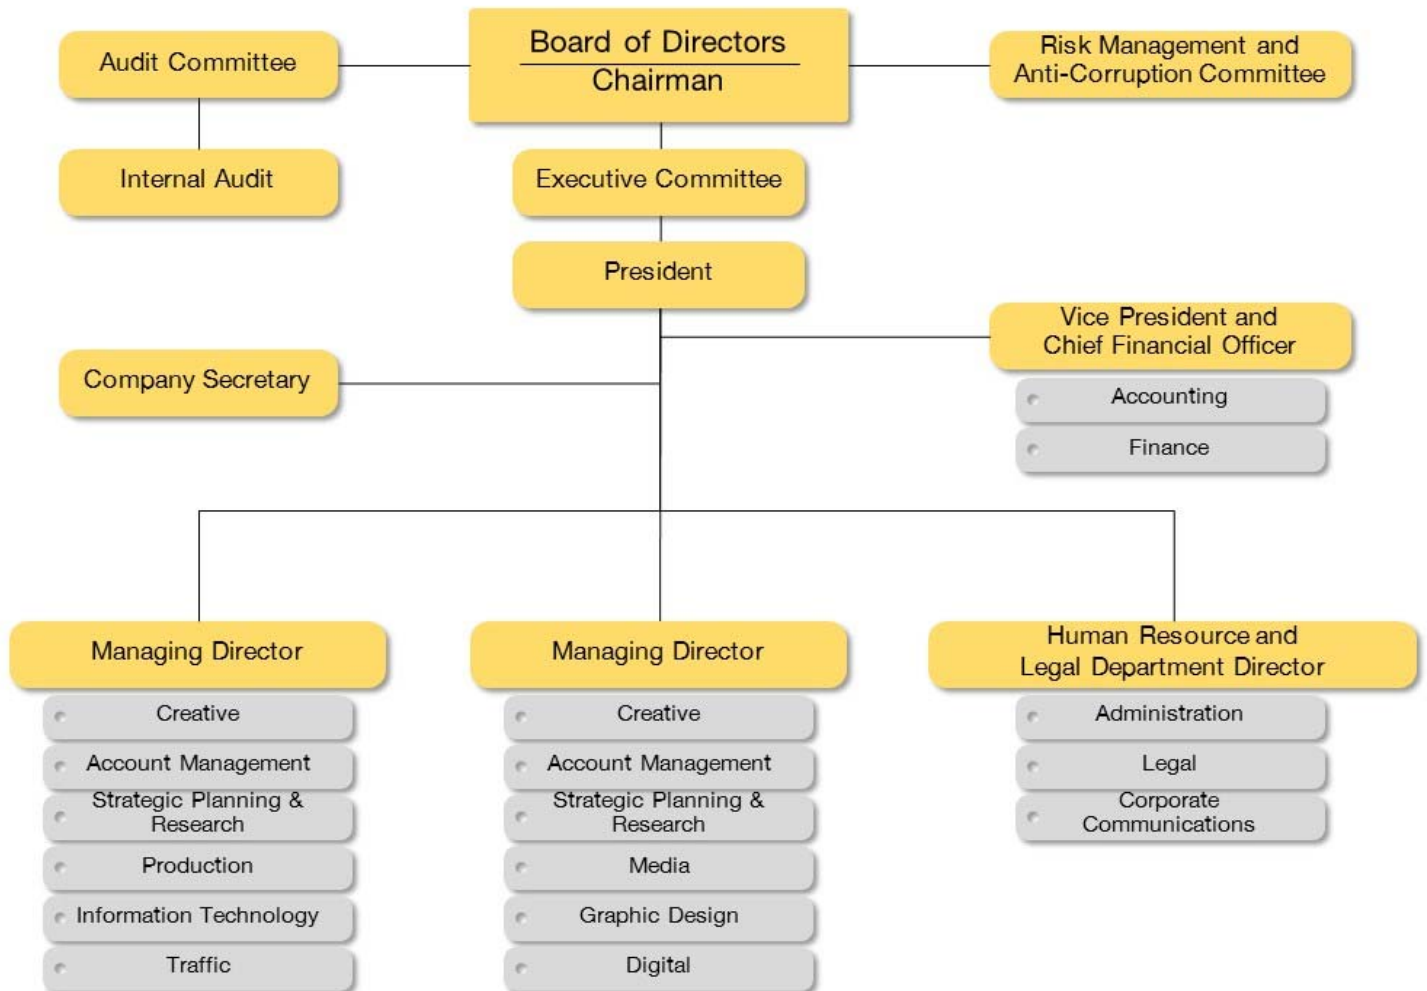 Board of Directors
Chairman
Audit Committee
Risk Management and
Anti-Corruption Committee
Internal Audit
Executive Committee
President
Vice President and
Chief Financial Officer
Accounting
Finance
Company Secretary
Managing Director
Creative
Account Management
Strategic Planning &
Research
Production
Information Technology
Traffic
Managing Director
Creative
Account Management
Strategic Planning &
Research
Media
Graphic Design
Digital
Human Resource and
Legal Department Director
Administration
Legal
Corporate
Communications